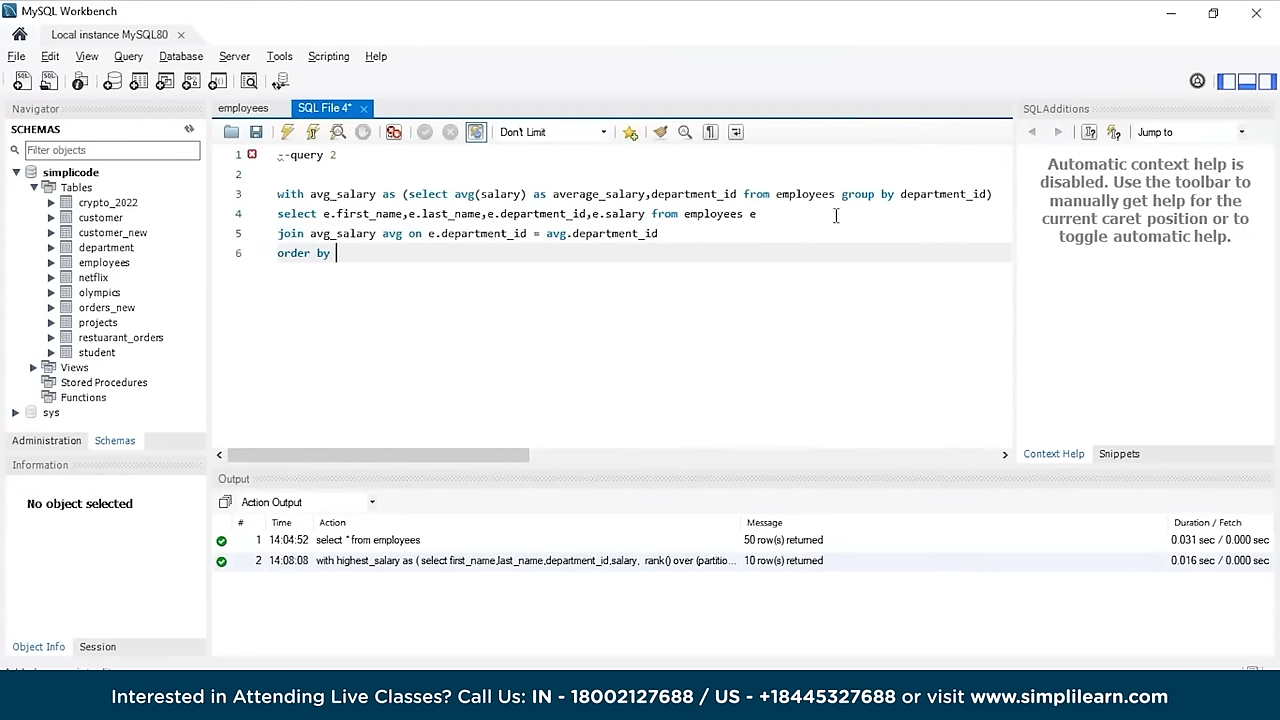 MySQL Workbench
Local instance MySQL80
File Edit View Query Database Server Tools Scripting Help
Navigator
SCHEMAS
Filter objects
simplicode
Tables
crypto_2022
customer
customer_new
department
employees
netflix
olympics
orders_new
projects
restuarant_orders
student
Views
Stored Procedures
Functions
sys
Administration Schemas
Information
No object selected
Object Info Session
employees SQL File 4*
Don't Limit
1 --query 2
2
3 with avg_salary as (select avg(salary) as average_salary,department_id from employees group by department_id)
4 select e.first_name,e.last_name,e.department_id,e.salary from employees e
5 join avg_salary avg on e.department_id = avg.department_id
6 order by
SQLAdditions
Jump to
Automatic context help is
disabled. Use the toolbar to
manually get help for the
current caret position or to
toggle automatic help.
Context Help Snippets
Output
Action Output
# Time Action Message Duration / Fetch
1 14:04:52 select * from employees 50 row(s) returned 0.031 sec / 0.000 sec
2 14:08:08 with highest_salary as ( select first_name,last_name,department_id,salary, rank() over (partitio... 10 row(s) returned 0.016 sec / 0.000 sec
Interested in Attending Live Classes? Call Us: IN - 18002127688 / US - +18445327688 or visit www.simplilearn.com